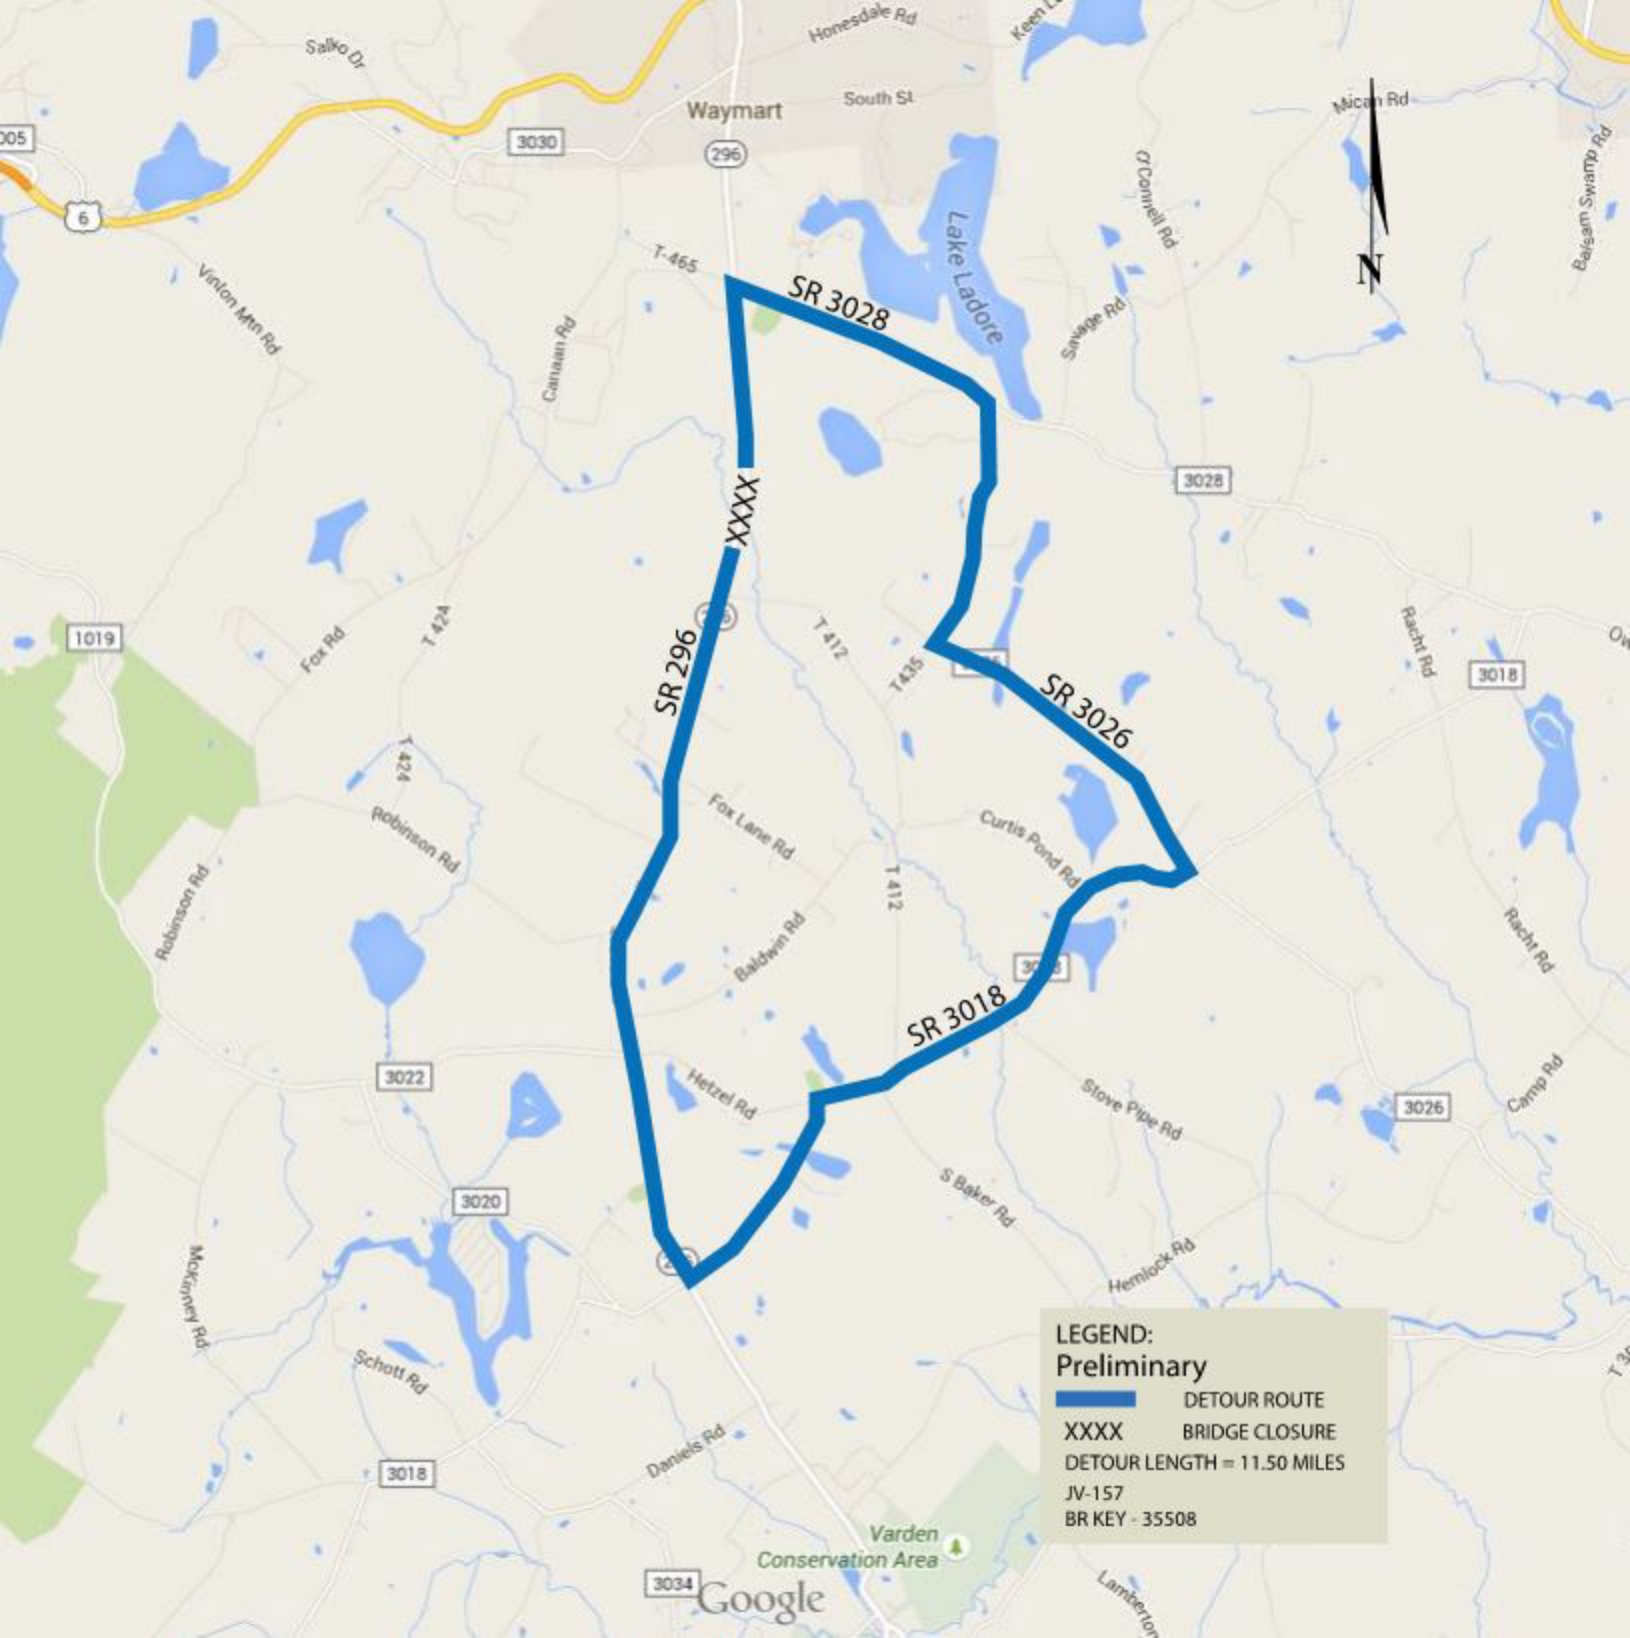 Honesdale Rd
Salko Dr
South St
Waymart
Mican Rd
005
3030
296
6
O'Connell Rd
Balsam Swamp Rd
Lake Ladore
T-465
Vinton Mtn Rd
N
SR 3028
Savage Rd
Canaan Rd
3028
XXXX
1019
Fox Rd
T 424
T 412
T435
Racht Rd
3018
SR 296
SR 3026
T 424
Robinson Rd
Fox Lane Rd
Curtis Pond Rd
T 412
Robinson Rd
Baldwin Rd
Racht Rd
SR 3018
3022
Hetzel Rd
Stove Pipe Rd
3026
Camp Rd
3020
S Baker Rd
McKinney Rd
Hemlock Rd
Schott Rd
LEGEND:
Preliminary
DETOUR ROUTE
XXXX BRIDGE CLOSURE
DETOUR LENGTH = 11.50 MILES
JV-157
BR KEY - 35508
Daniels Rd
3018
Varden
Conservation Area
3034
Google
Lamberton